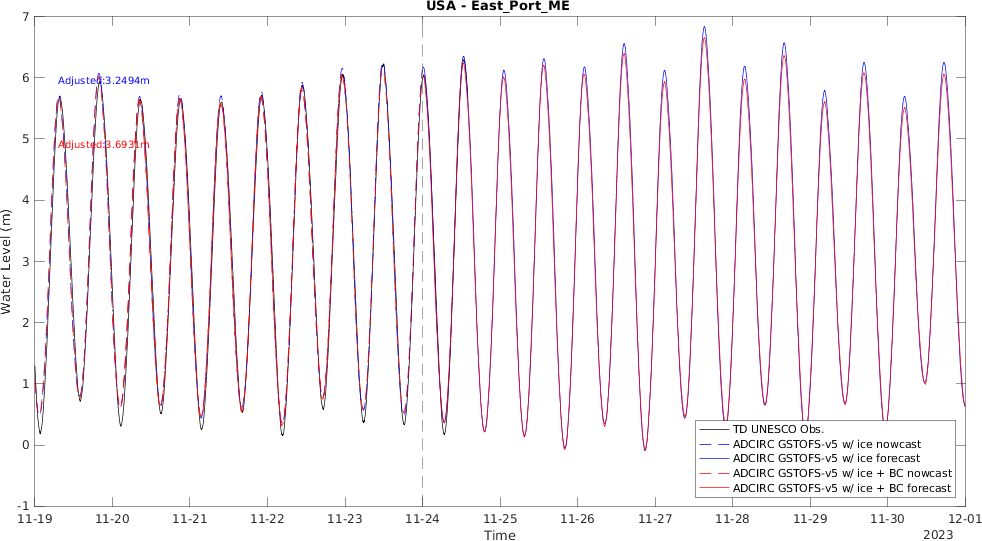 USA - East_Port_ME
7
6
5
4
3
2
1
0
-1
Water Level (m)
Adjusted:3.2494m
Adjusted:3.6931m
TD UNESCO Obs.
ADCIRC GSTOFS-v5 w/ ice nowcast
ADCIRC GSTOFS-v5 w/ ice forecast
ADCIRC GSTOFS-v5 w/ ice + BC nowcast
ADCIRC GSTOFS-v5 w/ ice + BC forecast
11-19 11-20 11-21 11-22 11-23 11-24 11-25 11-26 11-27 11-28 11-29 11-30 12-01
Time
2023